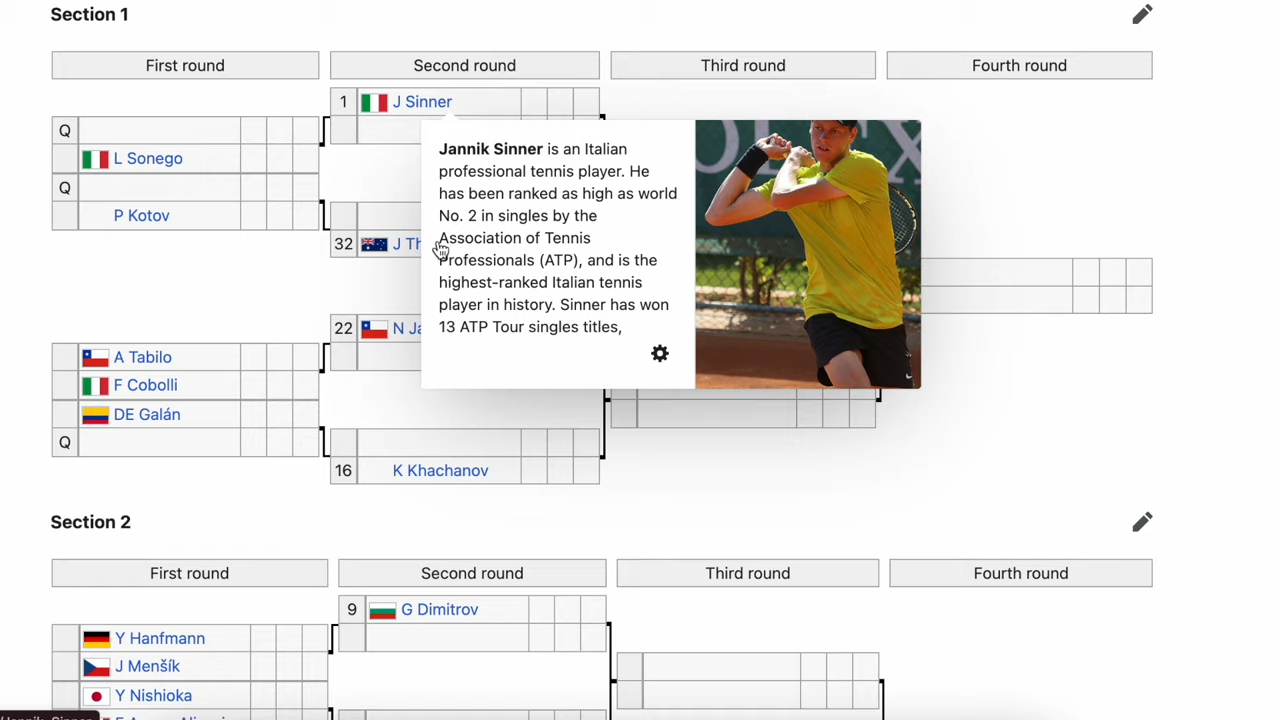 Section 1
First round
Second round
Third round
Fourth round
1 J Sinner
Q
L Sonego
Q
P Kotov
32 J Th
22 N Ja
A Tabilo
F Cobolli
DE Galán
Q
16 K Khachanov
Jannik Sinner is an Italian
professional tennis player. He
has been ranked as high as world
No. 2 in singles by the
Association of Tennis
Professionals (ATP), and is the
highest-ranked Italian tennis
player in history. Sinner has won
13 ATP Tour singles titles,
Section 2
First round
Second round
Third round
Fourth round
9 G Dimitrov
Y Hanfmann
J Menšík
Y Nishioka